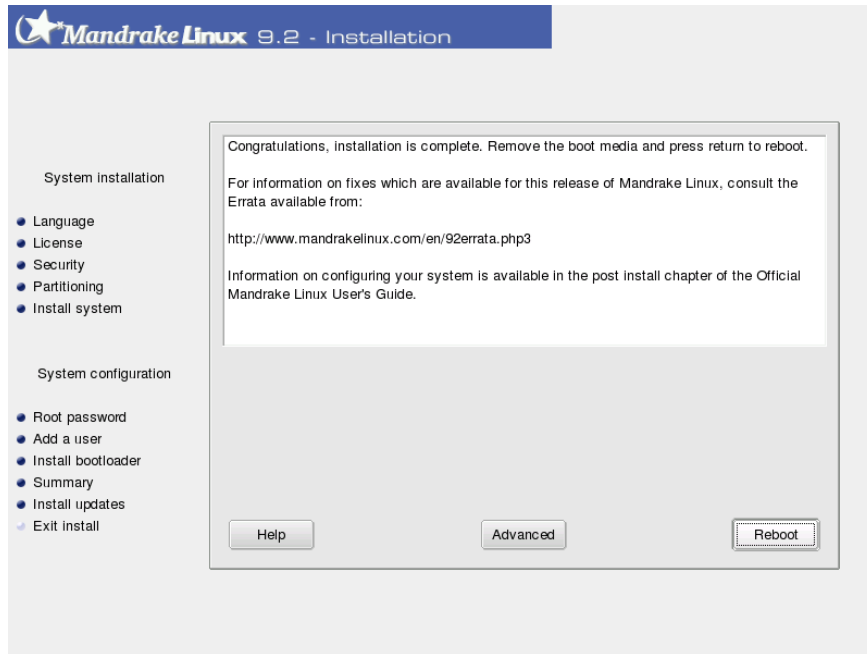 Mandrake Linux 9.2 - Installation
System installation
Language
License
Security
Partitioning
Install system
System configuration
Root password
Add a user
Install bootloader
Summary
Install updates
Exit install
Congratulations, installation is complete. Remove the boot media and press return to reboot.
For information on fixes which are available for this release of Mandrake Linux, consult the
Errata available from:
http://www.mandrakelinux.com/en/92errata.php3
Information on configuring your system is available in the post install chapter of the Official
Mandrake Linux User's Guide.
Help
Advanced
Reboot